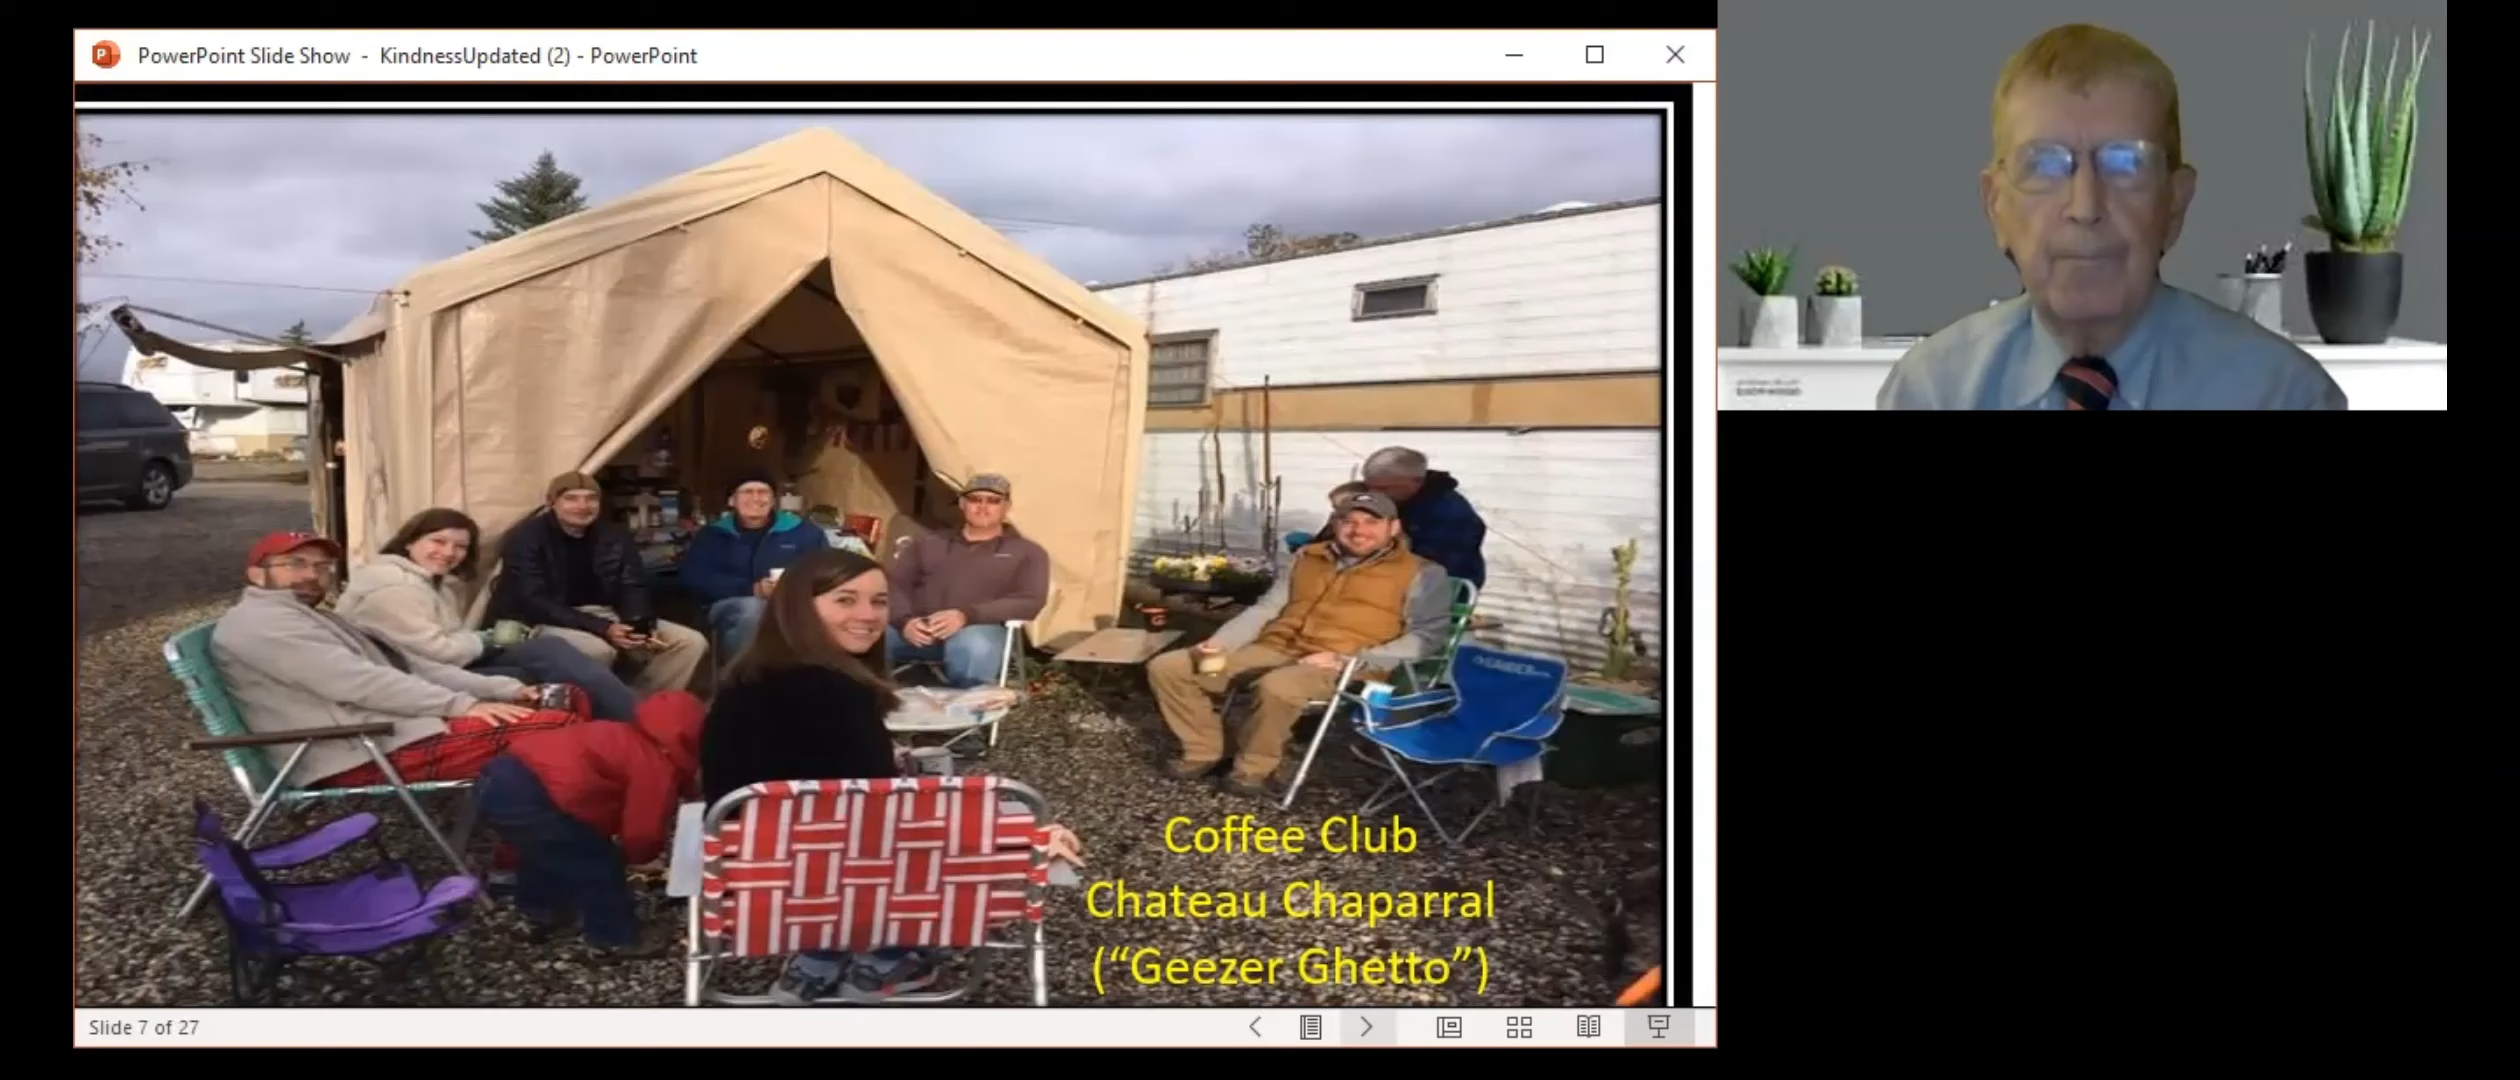 PowerPoint Slide Show - KindnessUpdated (2) - PowerPoint
Coffee Club
Chateau Chaparral
(“Geezer Ghetto”)
Slide 7 of 27